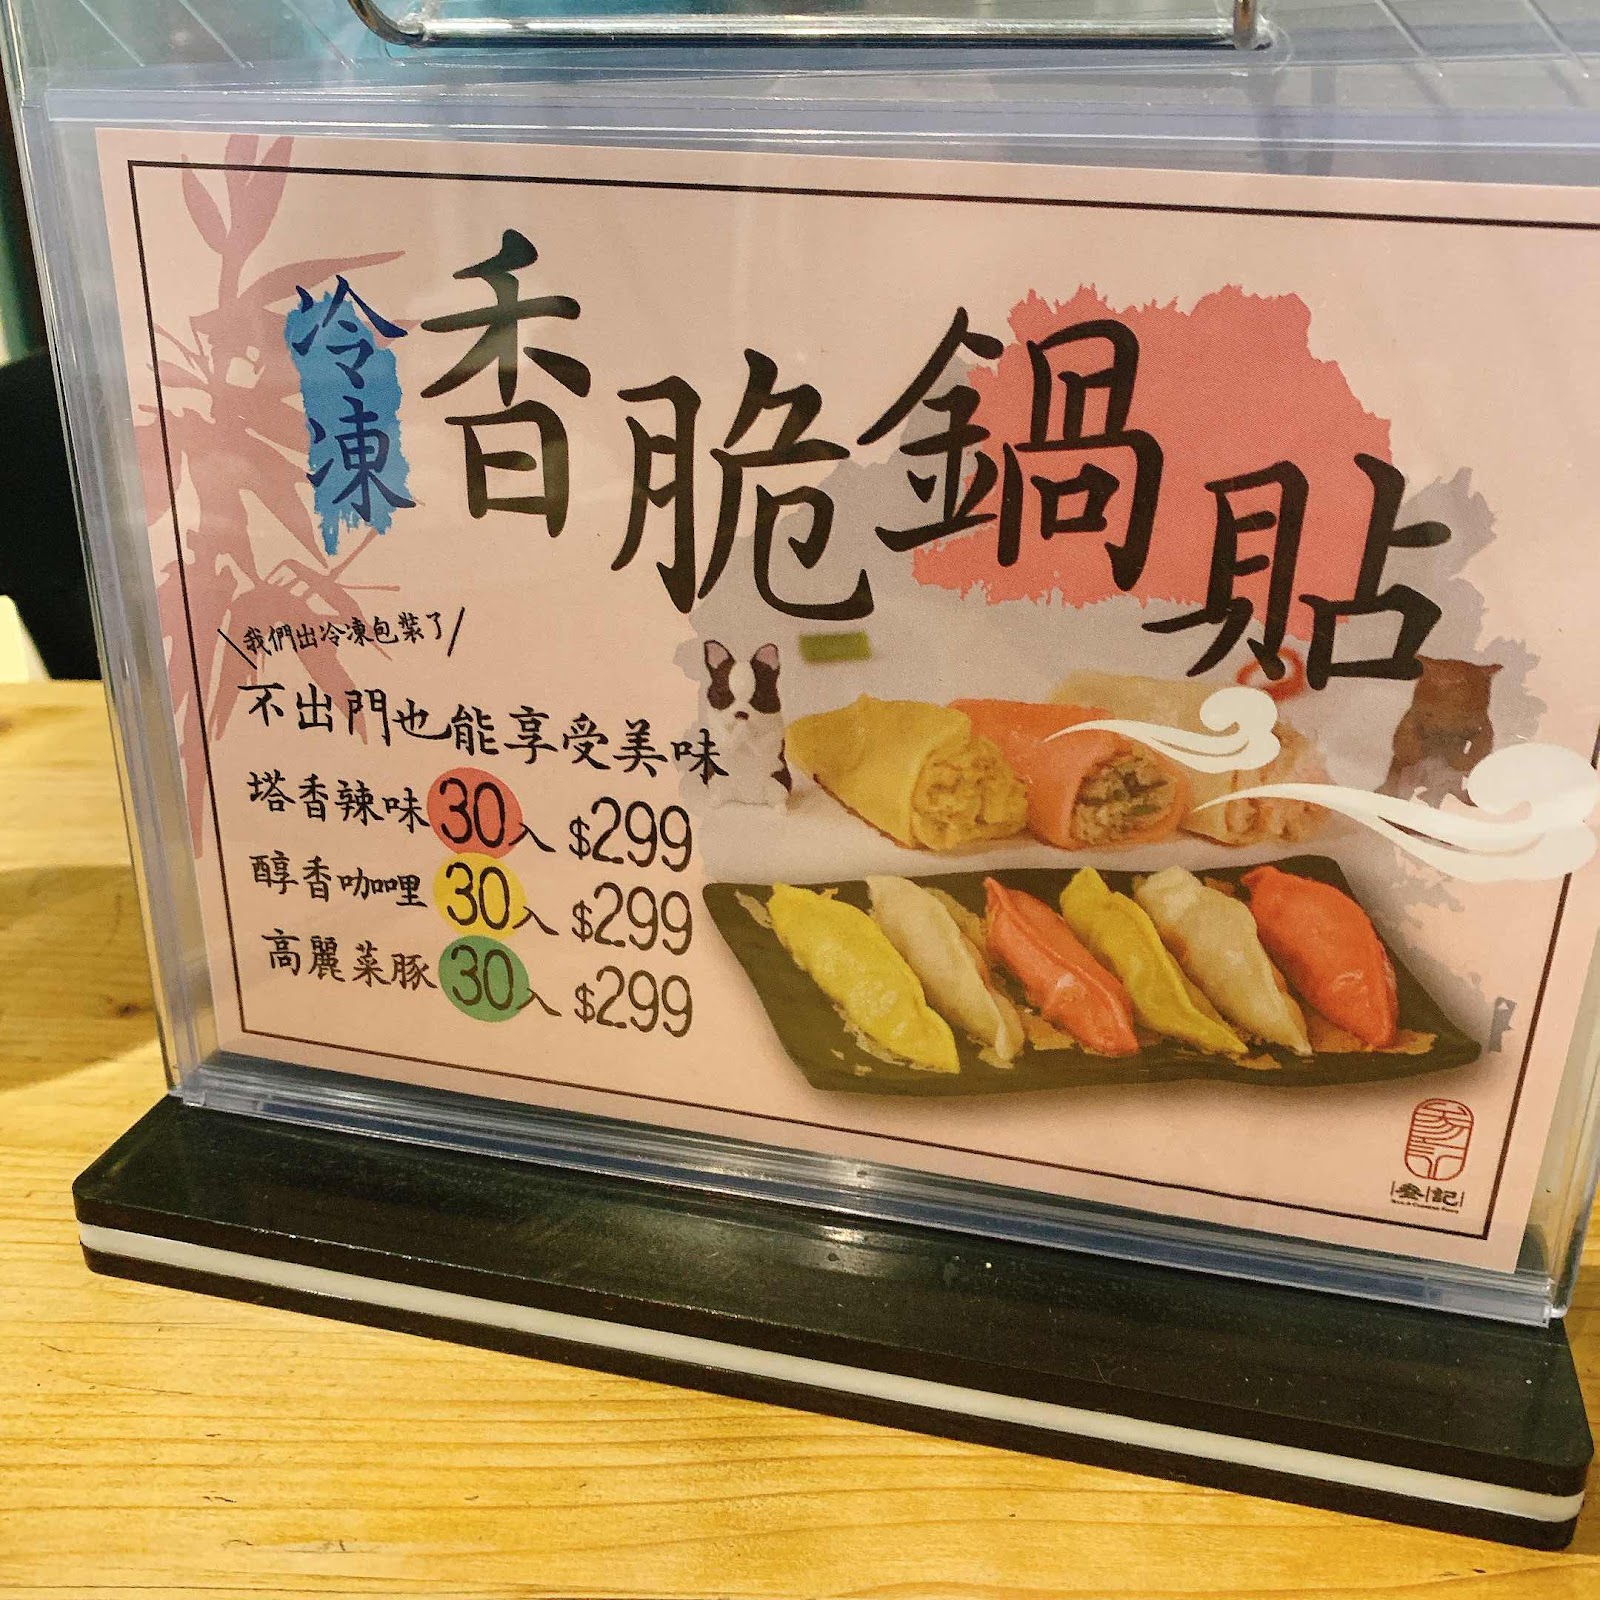 冷凍
香脆鍋貼
\我們出冷凍包裝了/
不出門也能享受美味
塔香辣味30入 $299
醇香咖哩30入 $299
高麗菜豚30入 $299
叁記